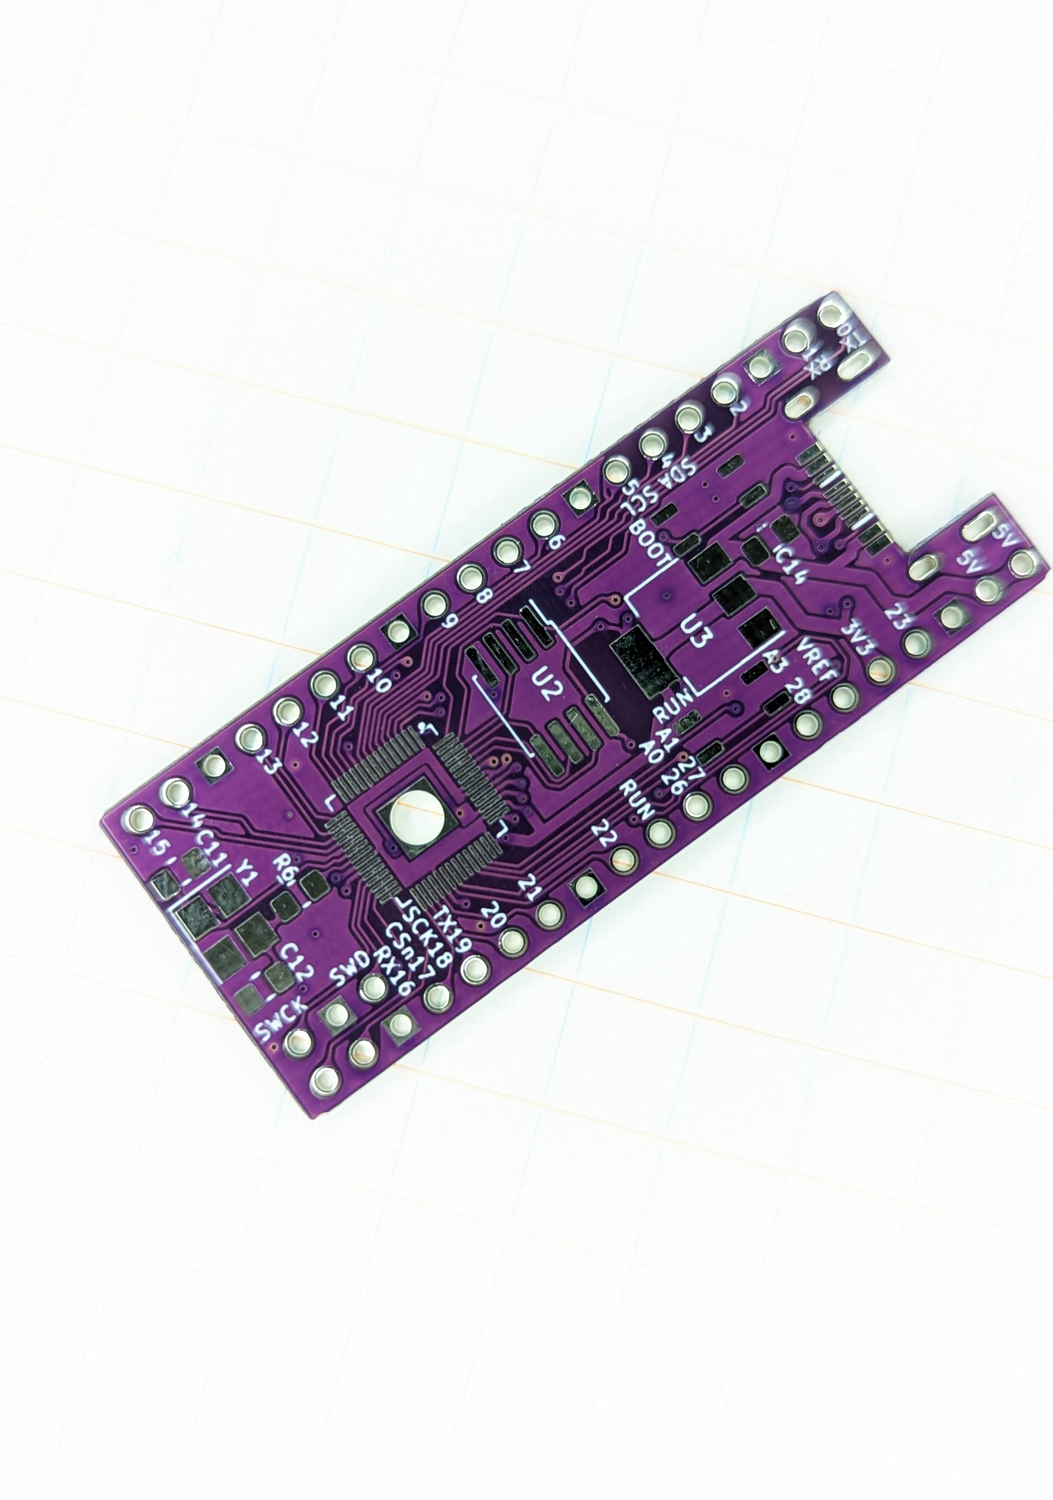 TX0
RX1
2
3
4
SDA
5
SCL
BOOT
6
7
8
9
10
11
12
13
14
15
C11
Y1
R6
C12
SWD
SWCK
RX16
CSn17
SCK18
TX19
20
21
22
RUN
26
A0
27
A1
RUN
28
A3
VREF
3V3
23
5V
5V
U2
U3
C14